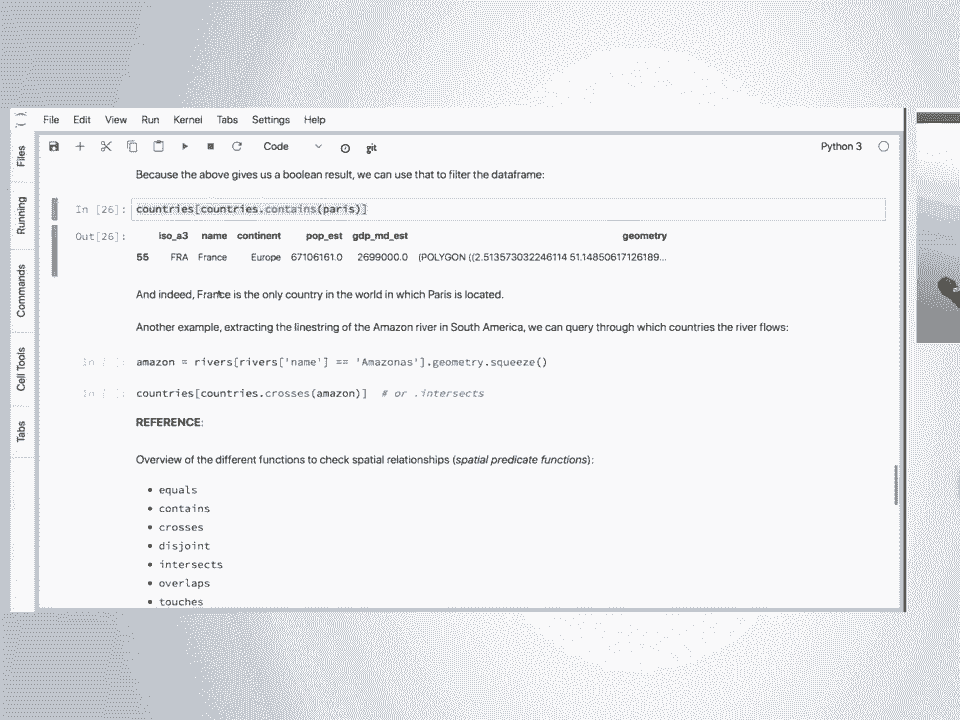 File Edit View Run Kernel Tabs Settings Help
Files
Running
Commands
Cell Tools
Tabs
Code git Python 3
Because the above gives us a boolean result, we can use that to filter the dataframe:
In [26]: countries[countries.contains(paris)]
Out[26]: iso_a3 name continent pop_est gdp_md_est geometry
55 FRA France Europe 67106161.0 2699000.0 (POLYGON ((2.513573032246114 51.14850617126189...
And indeed, France is the only country in the world in which Paris is located.
Another example, extracting the linestring of the Amazon river in South America, we can query through which countries the river flows:
In [ ]: amazon = rivers[rivers['name'] == 'Amazonas'].geometry.squeeze()
In [ ]: countries[countries.crosses(amazon)] # or .intersects
REFERENCE:
Overview of the different functions to check spatial relationships (spatial predicate functions):
• equals
• contains
• crosses
• disjoint
• intersects
• overlaps
• touches